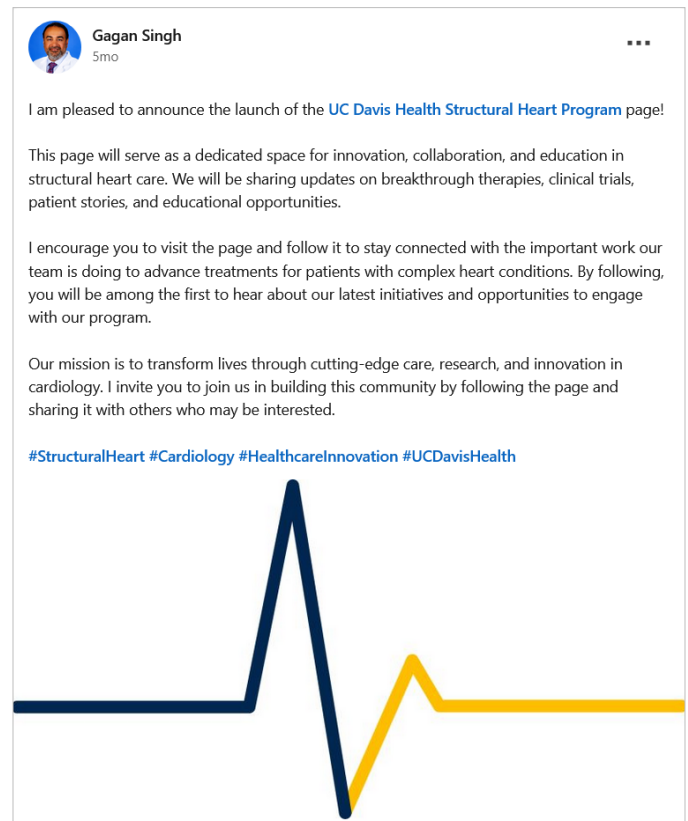 Gagan Singh
5mo
I am pleased to announce the launch of the UC Davis Health Structural Heart Program page!
This page will serve as a dedicated space for innovation, collaboration, and education in
structural heart care. We will be sharing updates on breakthrough therapies, clinical trials,
patient stories, and educational opportunities.
I encourage you to visit the page and follow it to stay connected with the important work our
team is doing to advance treatments for patients with complex heart conditions. By following,
you will be among the first to hear about our latest initiatives and opportunities to engage
with our program.
Our mission is to transform lives through cutting-edge care, research, and innovation in
cardiology. I invite you to join us in building this community by following the page and
sharing it with others who may be interested.
#StructuralHeart #Cardiology #HealthcareInnovation #UCDavisHealth